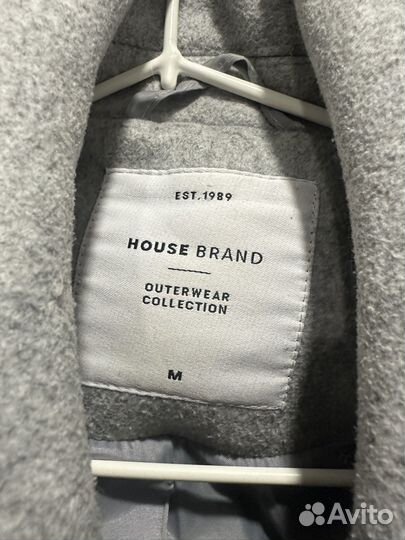 EST.1989
HOUSE BRAND
OUTERWEAR
COLLECTION
M
Avito